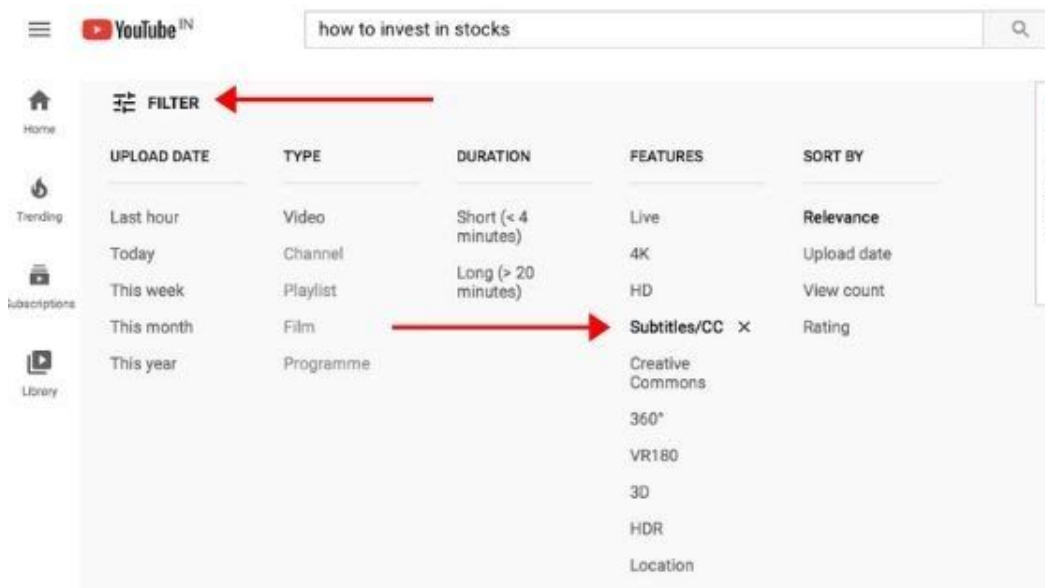 YouTube IN
how to invest in stocks
Home
Trending
Subscriptions
Library
FILTER
UPLOAD DATE
Last hour
Today
This week
This month
This year
TYPE
Video
Channel
Playlist
Film
Programme
DURATION
Short (< 4
minutes)
Long (> 20
minutes)
FEATURES
Live
4K
HD
Subtitles/CC ×
Creative
Commons
360°
VR180
3D
HDR
Location
SORT BY
Relevance
Upload date
View count
Rating